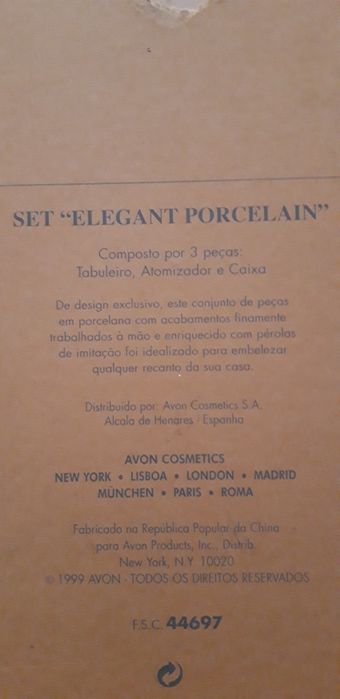 SET “ELEGANT PORCELAIN”
Composto por 3 peças:
Tabuleiro, Atomizador e Caixa
De design exclusivo, este conjunto de peças
em porcelana com acabamentos finamente
trabalhados à mão e enriquecido com pérolas
de imitação foi idealizado para embelezar
qualquer recanto da sua casa.
Distribuido por: Avon Cosmetics S.A.
Alcala de Henares · Espanha
AVON COSMETICS
NEW YORK • LISBOA • LONDON • MADRID
MÜNCHEN • PARIS • ROMA
Fabricado na República Popular da China
para Avon Products, Inc., Distrib.
New York, N.Y 10020
© 1999 AVON · TODOS OS DIREITOS RESERVADOS
F.S.C. 44697